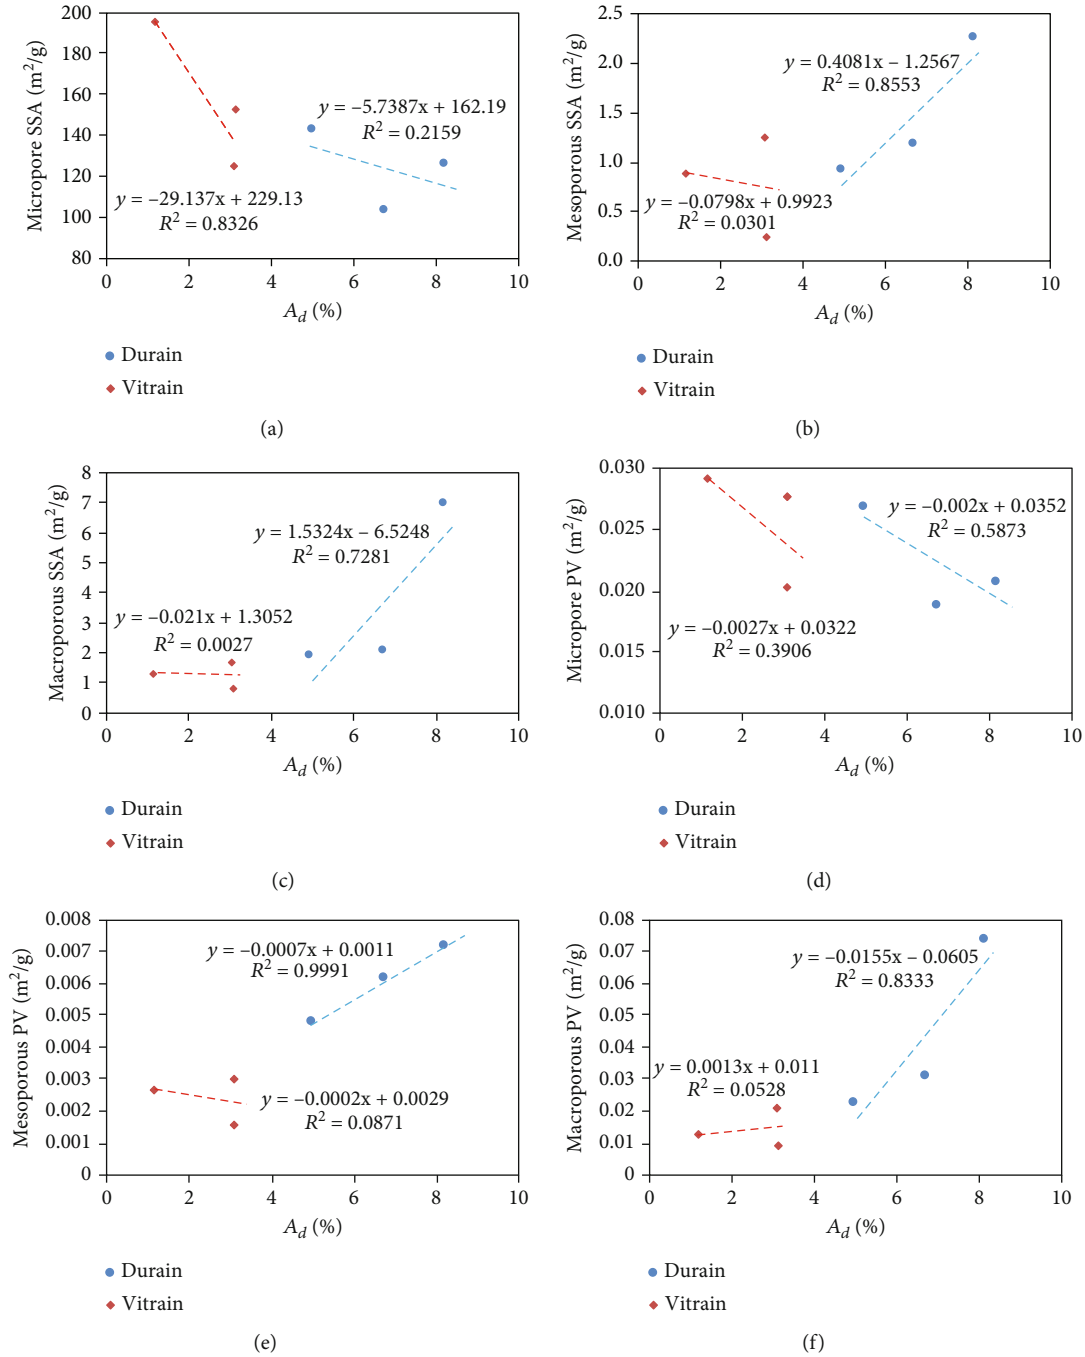 200
180
160
140
120
100
80
Micropore SSA (m²/g)
y = –5.7387x + 162.19
R² = 0.2159
y = –29.137x + 229.13
R² = 0.8326
0 2 4 6 8 10
A_d (%)
Durain
Vitrain
(a)
2.5
2.0
1.5
1.0
0.5
0.0
Mesoporous SSA (m²/g)
y = 0.4081x – 1.2567
R² = 0.8553
y = –0.0798x + 0.9923
R² = 0.0301
0 2 4 6 8 10
A_d (%)
Durain
Vitrain
(b)
8
7
6
5
4
3
2
1
0
Macroporous SSA (m²/g)
y = 1.5324x – 6.5248
R² = 0.7281
y = –0.021x + 1.3052
R² = 0.0027
0 2 4 6 8 10
A_d (%)
Durain
Vitrain
(c)
0.030
0.025
0.020
0.015
0.010
Micropore PV (m²/g)
y = –0.002x + 0.0352
R² = 0.5873
y = –0.0027x + 0.0322
R² = 0.3906
0 2 4 6 8 10
A_d (%)
Durain
Vitrain
(d)
0.008
0.007
0.006
0.005
0.004
0.003
0.002
0.001
0
Mesoporous PV (m²/g)
y = –0.0007x + 0.0011
R² = 0.9991
y = –0.0002x + 0.0029
R² = 0.0871
0 2 4 6 8 10
A_d (%)
Durain
Vitrain
(e)
0.08
0.07
0.06
0.05
0.04
0.03
0.02
0.01
0
Macroporous PV (m²/g)
y = –0.0155x – 0.0605
R² = 0.8333
y = 0.0013x + 0.011
R² = 0.0528
0 2 4 6 8 10
A_d (%)
Durain
Vitrain
(f)